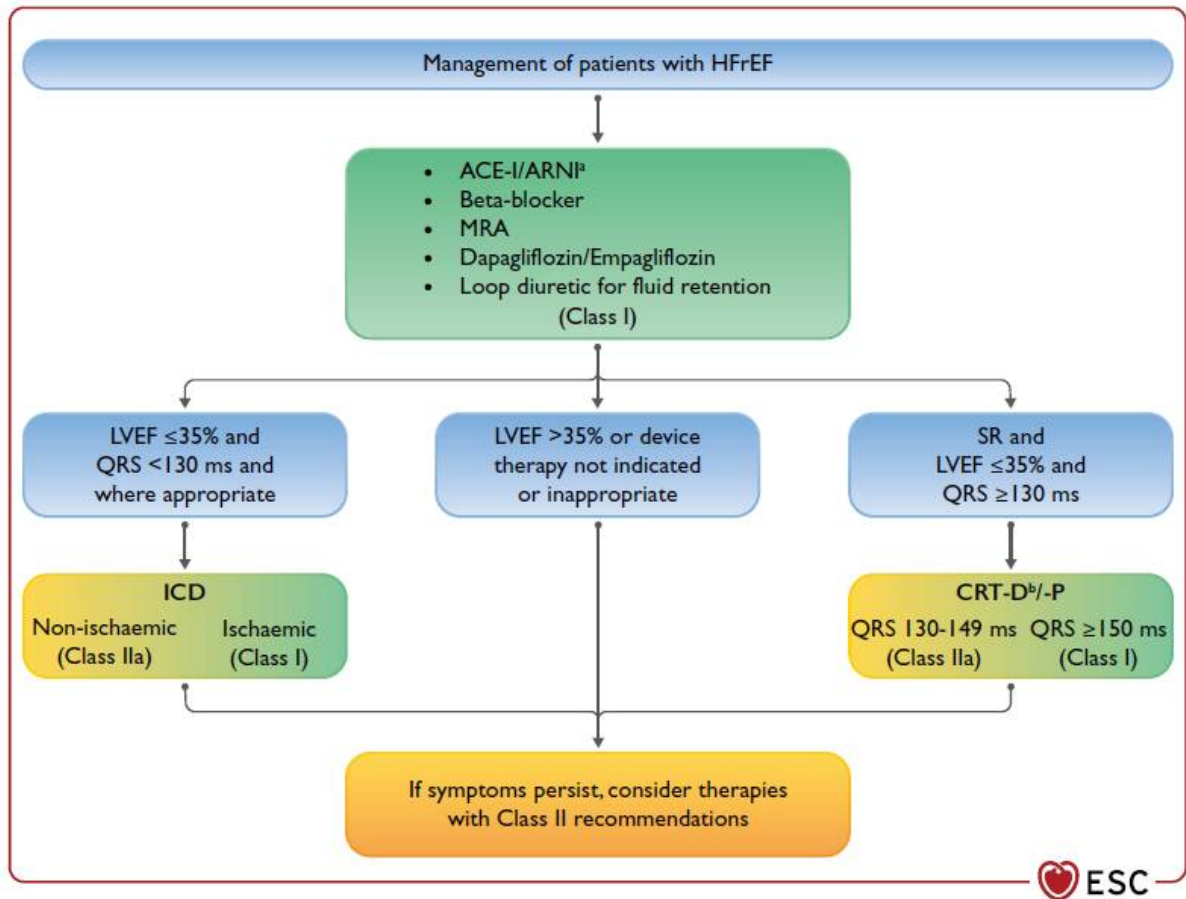 Management of patients with HFrEF
• ACE-I/ARNIᵃ
• Beta-blocker
• MRA
• Dapagliflozin/Empagliflozin
• Loop diuretic for fluid retention
(Class I)
LVEF ≤35% and
QRS <130 ms and
where appropriate
LVEF >35% or device
therapy not indicated
or inappropriate
SR and
LVEF ≤35% and
QRS ≥130 ms
ICD
Non-ischaemic
(Class IIa)
Ischaemic
(Class I)
CRT-Dᵇ/-P
QRS 130-149 ms
(Class IIa)
QRS ≥150 ms
(Class I)
If symptoms persist, consider therapies
with Class II recommendations
ESC